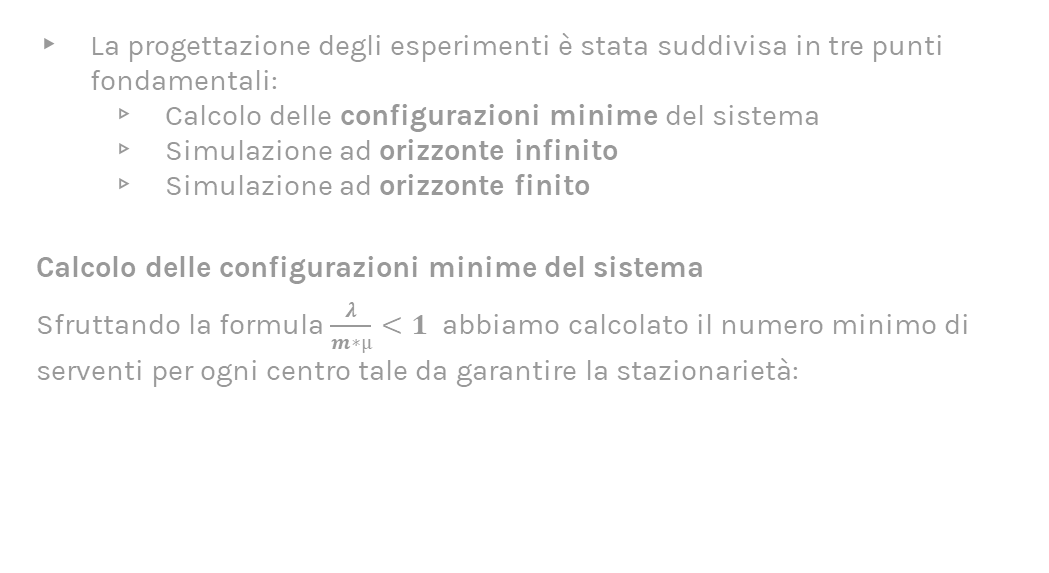 ▸ La progettazione degli esperimenti è stata suddivisa in tre punti
fondamentali:
▹ Calcolo delle configurazioni minime del sistema
▹ Simulazione ad orizzonte infinito
▹ Simulazione ad orizzonte finito
Calcolo delle configurazioni minime del sistema
Sfruttando la formula λ/(m*μ) < 1 abbiamo calcolato il numero minimo di
serventi per ogni centro tale da garantire la stazionarietà: